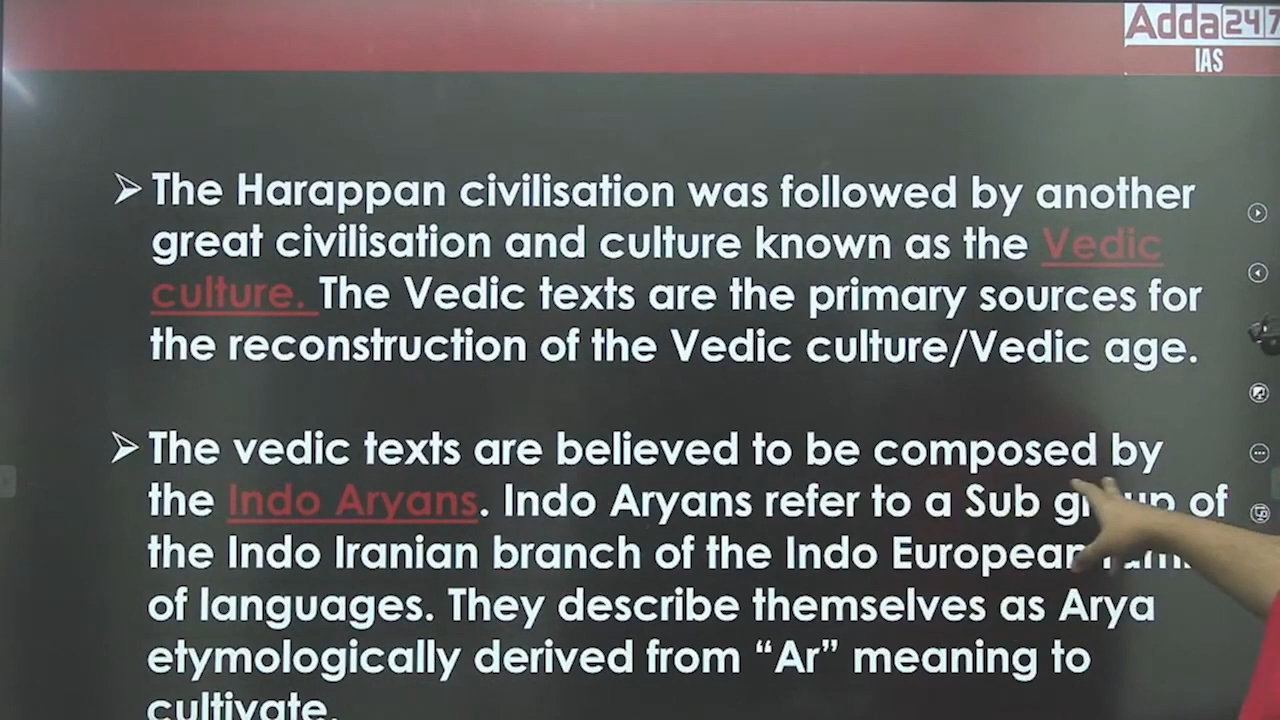 Adda247
IAS
➢ The Harappan civilisation was followed by another
great civilisation and culture known as the Vedic
culture. The Vedic texts are the primary sources for
the reconstruction of the Vedic culture/Vedic age.
➢ The vedic texts are believed to be composed by
the Indo Aryans. Indo Aryans refer to a Sub of
the Indo Iranian branch of the Indo European
of languages. They describe themselves as Arya
etymologically derived from “Ar” meaning to
cultivate.